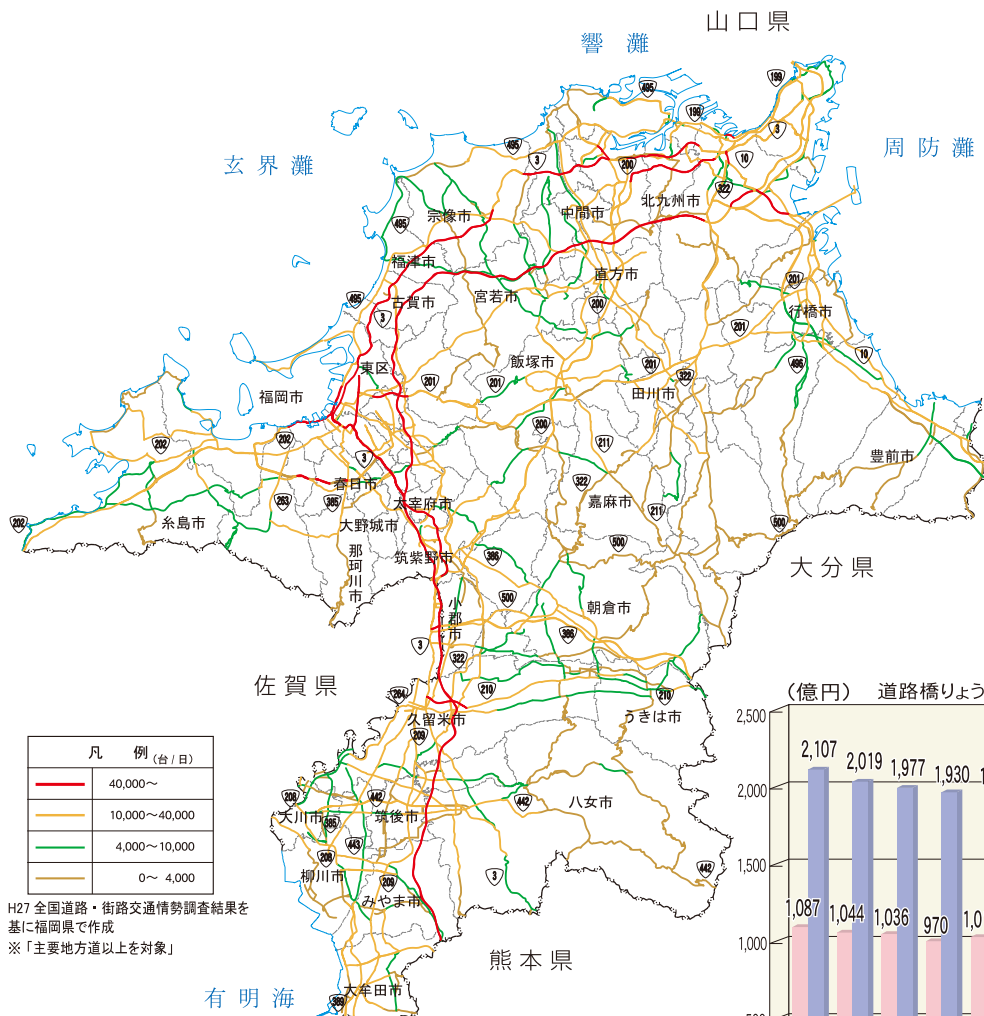 山口県
響灘
199
495
199
3
495
3
10
周防灘
玄界灘
200
322
北九州市
中間市
宗像市
495
福津市
直方市
201
宮若市
495
古賀市
200
行橋市
3
201
10
飯塚市
東区
201
322
495
201
201
田川市
福岡市
200
202
202
211
3
豊前市
春日市
322
嘉麻市
263
385
太宰府市
211
202
糸島市
大野城市
500
500
筑紫野市
386
大分県
那珂川市
500
小郡市
朝倉市
386
3
322
佐賀県
264
210
210
(億円) 道路橋りょう
久留米市
うきは市
2,500
209
凡 例 (台/日)
40,000~
10,000~40,000
4,000~10,000
0~ 4,000
2,107
2,019
1,977
1,930
1
2,000
208
442
442
八女市
大川市
385
筑後市
443
208
柳川市
209
3
442
1,500
みやま市
H27 全国道路・街路交通情勢調査結果を
基に福岡県で作成
※「主要地方道以上を対象」
1,087
1,044
1,036
970
1,0
1,000
熊本県
有明海
大牟田市
389